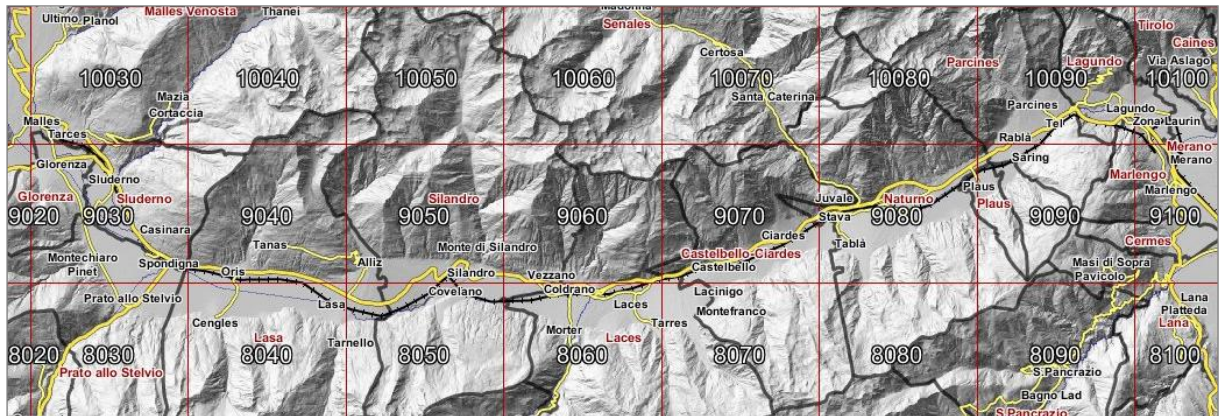 Ultimo
Planol
Malles Venosta
Thanei
Madonna
Senales
Certosa
Tirolo
Caines
Parcines
Lagundo
Via Aslago
10030
10040
10050
10060
10070
10080
10090
10100
Mazia
Cortaccia
Santa Caterina
Parcines
Lagundo
Malles
Tarces
Tel
Zona Laurin
Rablà
Glorenza
Saring
Merano
Merano
Sluderno
Plaus
Marlengo
Marlengo
Glorenza
Sluderno
Silandro
Juvale
Naturno
Plaus
9020
9030
9040
9050
9060
9070
9080
9090
9100
Stava
Casinara
Ciardes
Tablà
Cermes
Tanas
Monte di Silandro
Castelbello-Ciardes
Montechiaro
Pinet
Spondigna
Oris
Alliz
Silandro
Vezzano
Castelbello
Masi di Sopra
Pavicolo
Prato allo Stelvio
Lasa
Covelano
Coldrano
Laces
Lacinigo
Montefranco
Lana
Platteda
Lana
Cengles
Lasa
Tarnello
Morter
Laces
Tarres
8020
8030
8040
8050
8060
8070
8080
8090
8100
Prato allo Stelvio
S.Pancrazio
Bagno Lad
S.Pancrazio